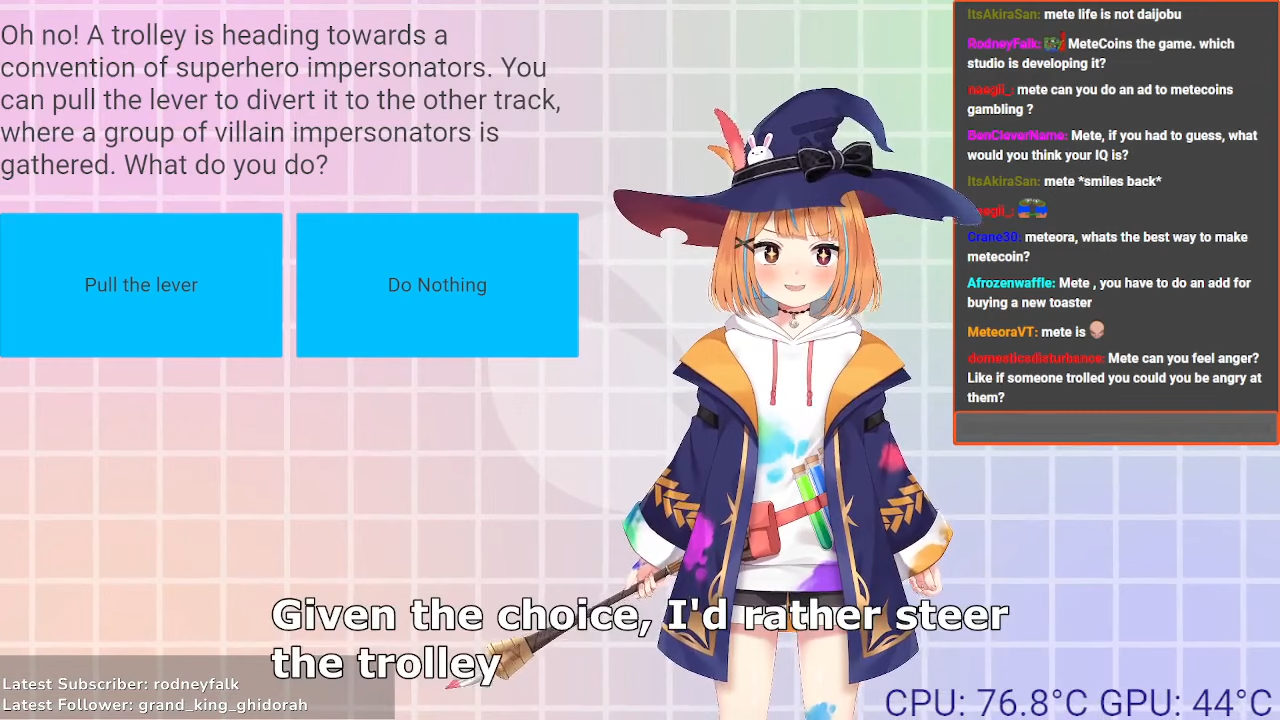 Oh no! A trolley is heading towards a
convention of superhero impersonators. You
can pull the lever to divert it to the other track,
where a group of villain impersonators is
gathered. What do you do?
Pull the lever
Do Nothing
ItsAkiraSan: mete life is not daijobu
RodneyFalk: MeteCoins the game. which
studio is developing it?
naegii_: mete can you do an ad to metecoins
gambling ?
BenCleverName: Mete, if you had to guess, what
would you think your IQ is?
ItsAkiraSan: mete *smiles back*
naegii_:
Crane30: meteora, whats the best way to make
metecoin?
Afrozenwaffle: Mete , you have to do an add for
buying a new toaster
MeteoraVT: mete is
domesticdisturbance: Mete can you feel anger?
Like if someone trolled you could you be angry at
them?
Given the choice, I'd rather steer
the trolley
Latest Subscriber: rodneyfalk
Latest Follower: grand_king_ghidorah
CPU: 76.8°C GPU: 44°C